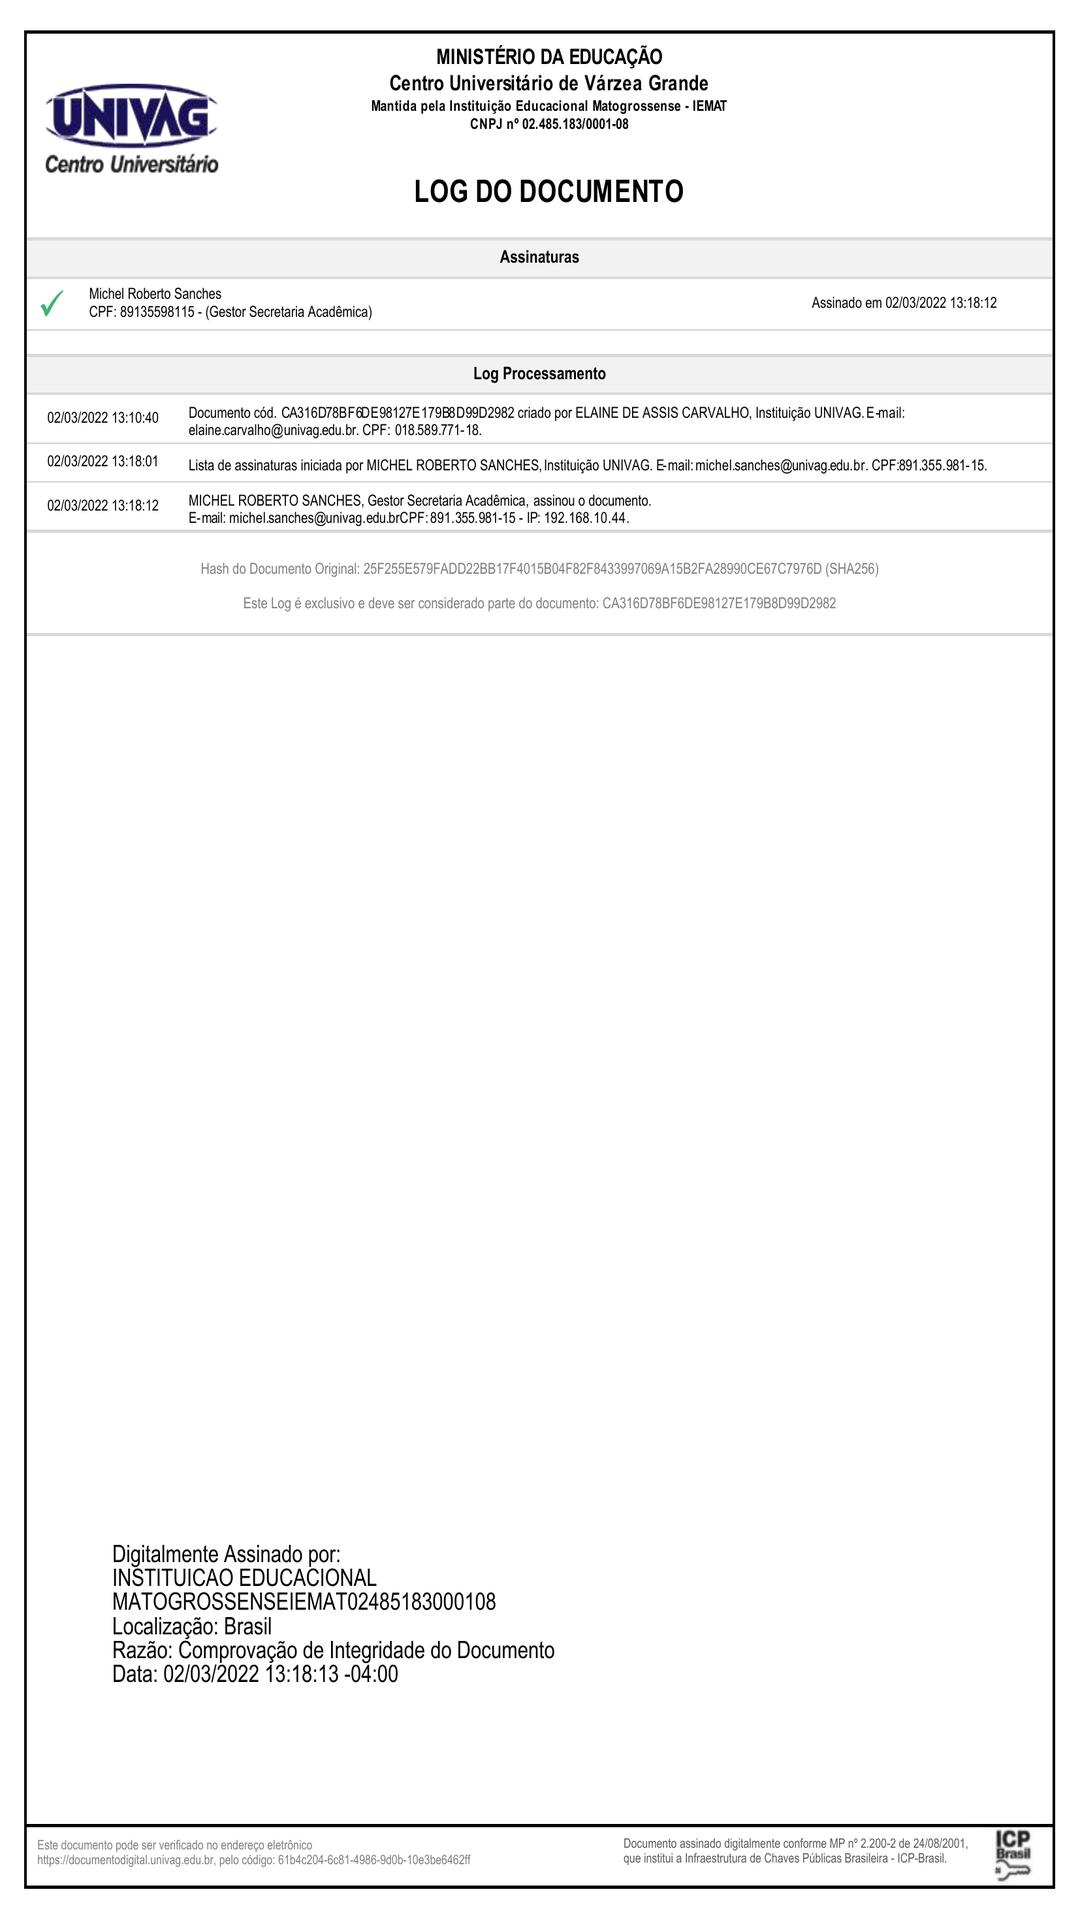 MINISTÉRIO DA EDUCAÇÃO
Centro Universitário de Várzea Grande
Mantida pela Instituição Educacional Matogrossense - IEMAT
CNPJ nº 02.485.183/0001-08
UNIVAG
Centro Universitário
LOG DO DOCUMENTO
Assinaturas
Michel Roberto Sanches
CPF: 89135598115 - (Gestor Secretaria Acadêmica)
Assinado em 02/03/2022 13:18:12
Log Processamento
02/03/2022 13:10:40
Documento cód. CA316D78BF6DE98127E179B8D99D2982 criado por ELAINE DE ASSIS CARVALHO, Instituição UNIVAG. E-mail:
elaine.carvalho@univag.edu.br. CPF: 018.589.771-18.
02/03/2022 13:18:01
Lista de assinaturas iniciada por MICHEL ROBERTO SANCHES, Instituição UNIVAG. E-mail: michel.sanches@univag.edu.br. CPF:891.355.981-15.
02/03/2022 13:18:12
MICHEL ROBERTO SANCHES, Gestor Secretaria Acadêmica, assinou o documento.
E-mail: michel.sanches@univag.edu.brCPF: 891.355.981-15 - IP: 192.168.10.44.
Hash do Documento Original: 25F255E579FADD22BB17F4015B04F82F8433997069A15B2FA28990CE67C7976D (SHA256)
Este Log é exclusivo e deve ser considerado parte do documento: CA316D78BF6DE98127E179B8D99D2982
Digitalmente Assinado por:
INSTITUICAO EDUCACIONAL
MATOGROSSENSEIEMAT02485183000108
Localização: Brasil
Razão: Comprovação de Integridade do Documento
Data: 02/03/2022 13:18:13 -04:00
Este documento pode ser verificado no endereço eletrônico
https://documentodigital.univag.edu.br, pelo código: 61b4c204-6c81-4986-9d0b-10e3be6462ff
Documento assinado digitalmente conforme MP nº 2.200-2 de 24/08/2001,
que institui a Infraestrutura de Chaves Públicas Brasileira - ICP-Brasil.
ICP
Brasil